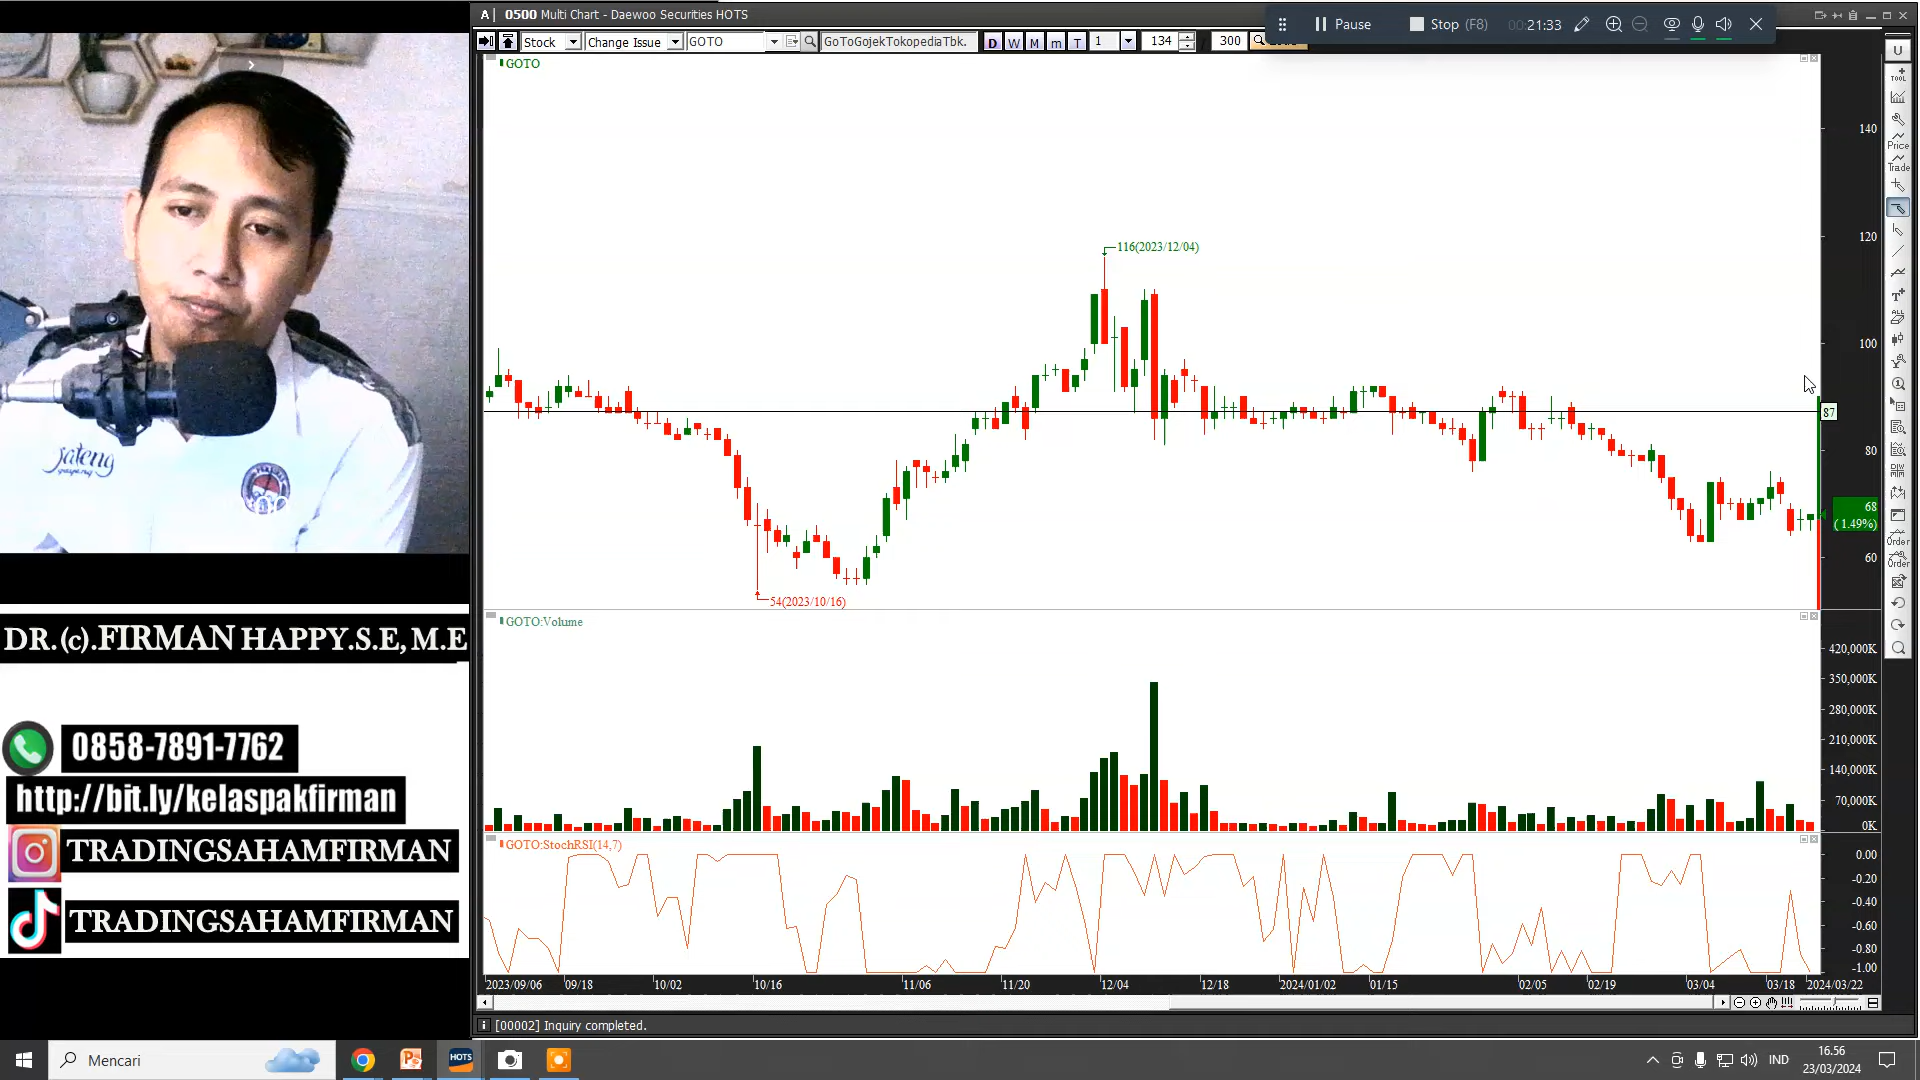 A 0500 Multi Chart - Daewoo Securities HOTS
Pause
Stop (F8)
00:21:33
Stock
Change Issue
GOTO
GoToGojekTokopediaTbk.
D W M m T 1
134
300
GOTO
116(2023/12/04)
54(2023/10/16)
140
120
100
87
80
68
( 1.49%)
60
GOTO:Volume
420,000K
350,000K
280,000K
210,000K
140,000K
70,000K
0K
GOTO:StochRSI(14,7)
0.00
-0.20
-0.40
-0.60
-0.80
-1.00
2023/09/06 09/18 10/02 10/16 11/06 11/20 12/04 12/18 2024/01/02 01/15 02/05 02/19 03/04 03/18 2024/03/22
[00002] Inquiry completed.
U
TOOL
Price
Trade
ALL
Order
Order
Sateng
DR.(c).FIRMAN HAPPY.S.E, M.E
0858-7891-7762
http://bit.ly/kelaspakfirman
TRADINGSAHAMFIRMAN
TRADINGSAHAMFIRMAN
Mencari
HOTS
IND
16.56
23/03/2024